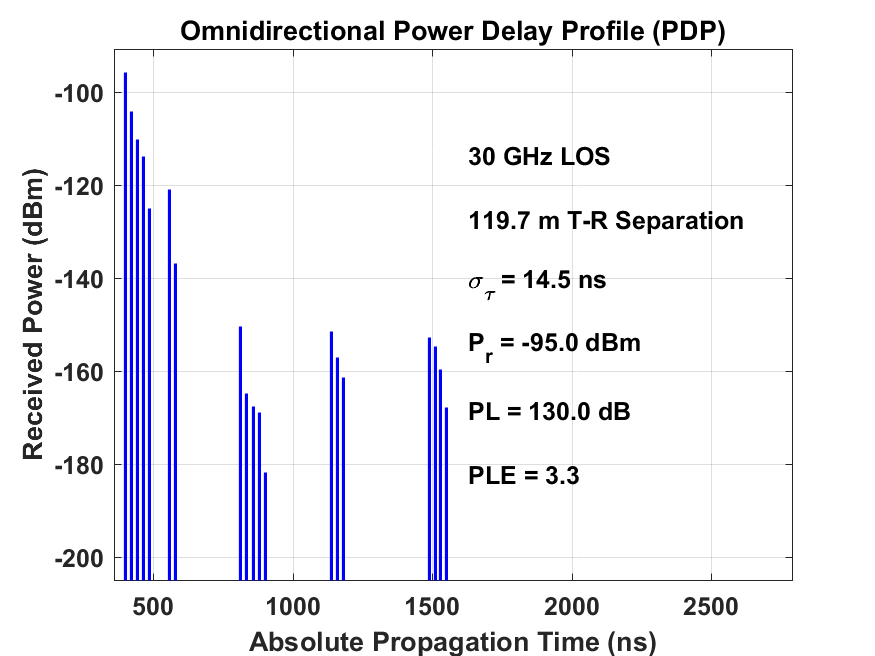 Omnidirectional Power Delay Profile (PDP)
-100
-120
-140
-160
-180
-200
Received Power (dBm)
30 GHz LOS
119.7 m T-R Separation
στ = 14.5 ns
Pr = -95.0 dBm
PL = 130.0 dB
PLE = 3.3
500 1000 1500 2000 2500
Absolute Propagation Time (ns)